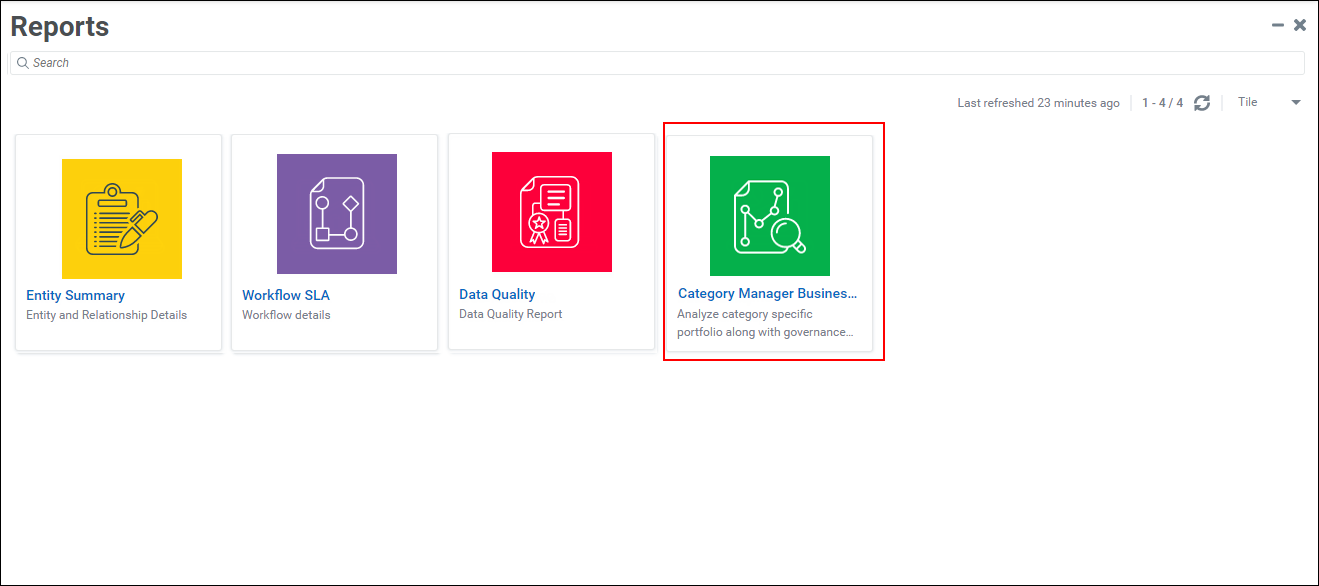 Reports
Search
Last refreshed 23 minutes ago
1 - 4 / 4
Tile
Entity Summary
Entity and Relationship Details
Workflow SLA
Workflow details
Data Quality
Data Quality Report
Category Manager Busines...
Analyze category specific
portfolio along with governance...